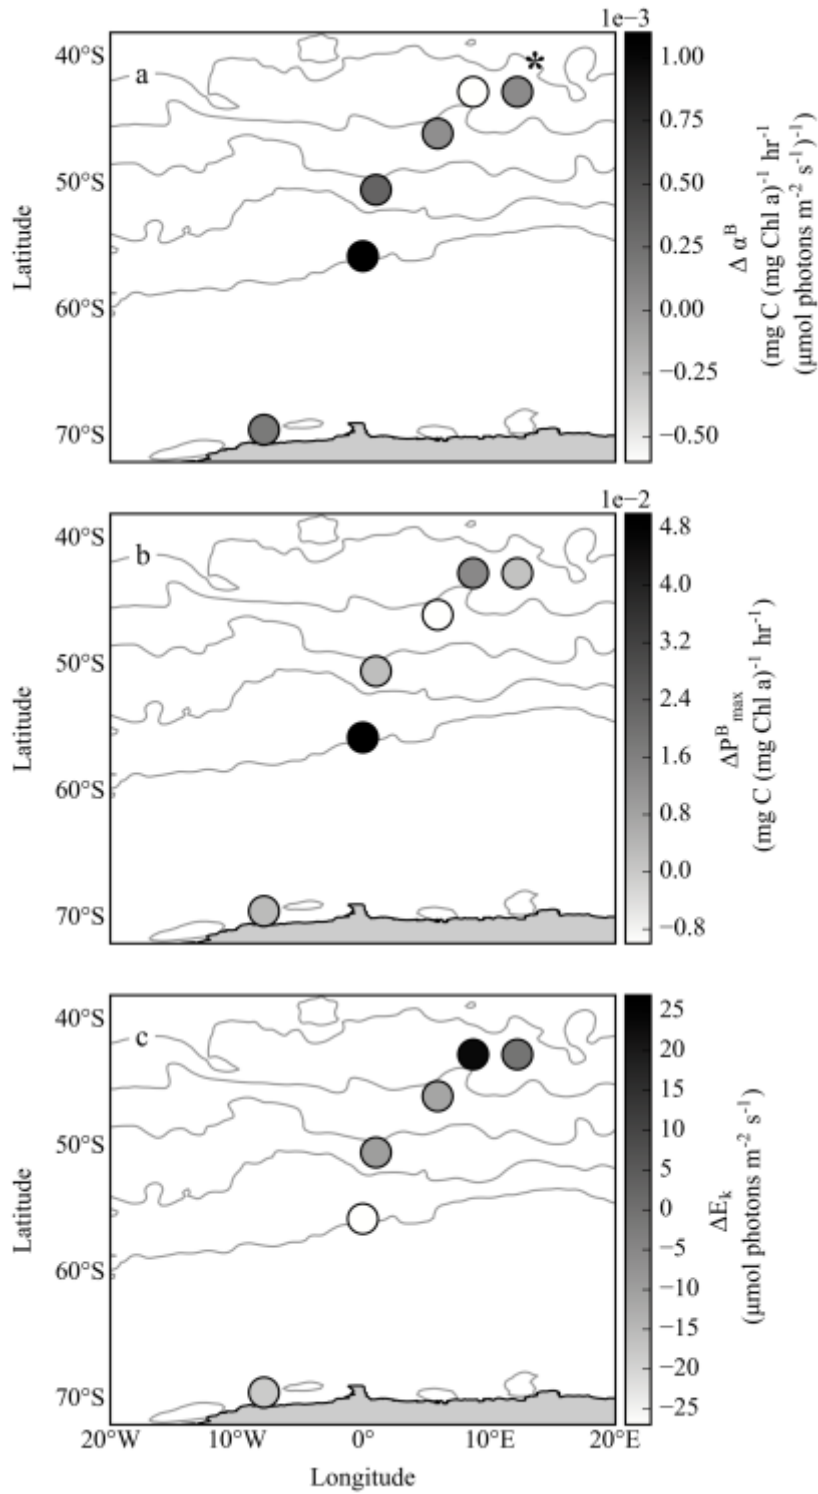 1e−3
a
*
40°S
50°S
60°S
70°S
Latitude
1.00
0.75
0.50
0.25
0.00
−0.25
−0.50
Δ α^B
(mg C (mg Chl a)^-1 hr^-1
(μmol photons m^-2 s^-1)^-1)
1e−2
b
40°S
50°S
60°S
70°S
Latitude
4.8
4.0
3.2
2.4
1.6
0.8
0.0
−0.8
ΔP^B_max
(mg C (mg Chl a)^-1 hr^-1)
c
40°S
50°S
60°S
70°S
Latitude
25
20
15
10
5
0
−5
−10
−15
−20
−25
ΔE_k
(μmol photons m^-2 s^-1)
20°W
10°W
0°
10°E
20°E
Longitude